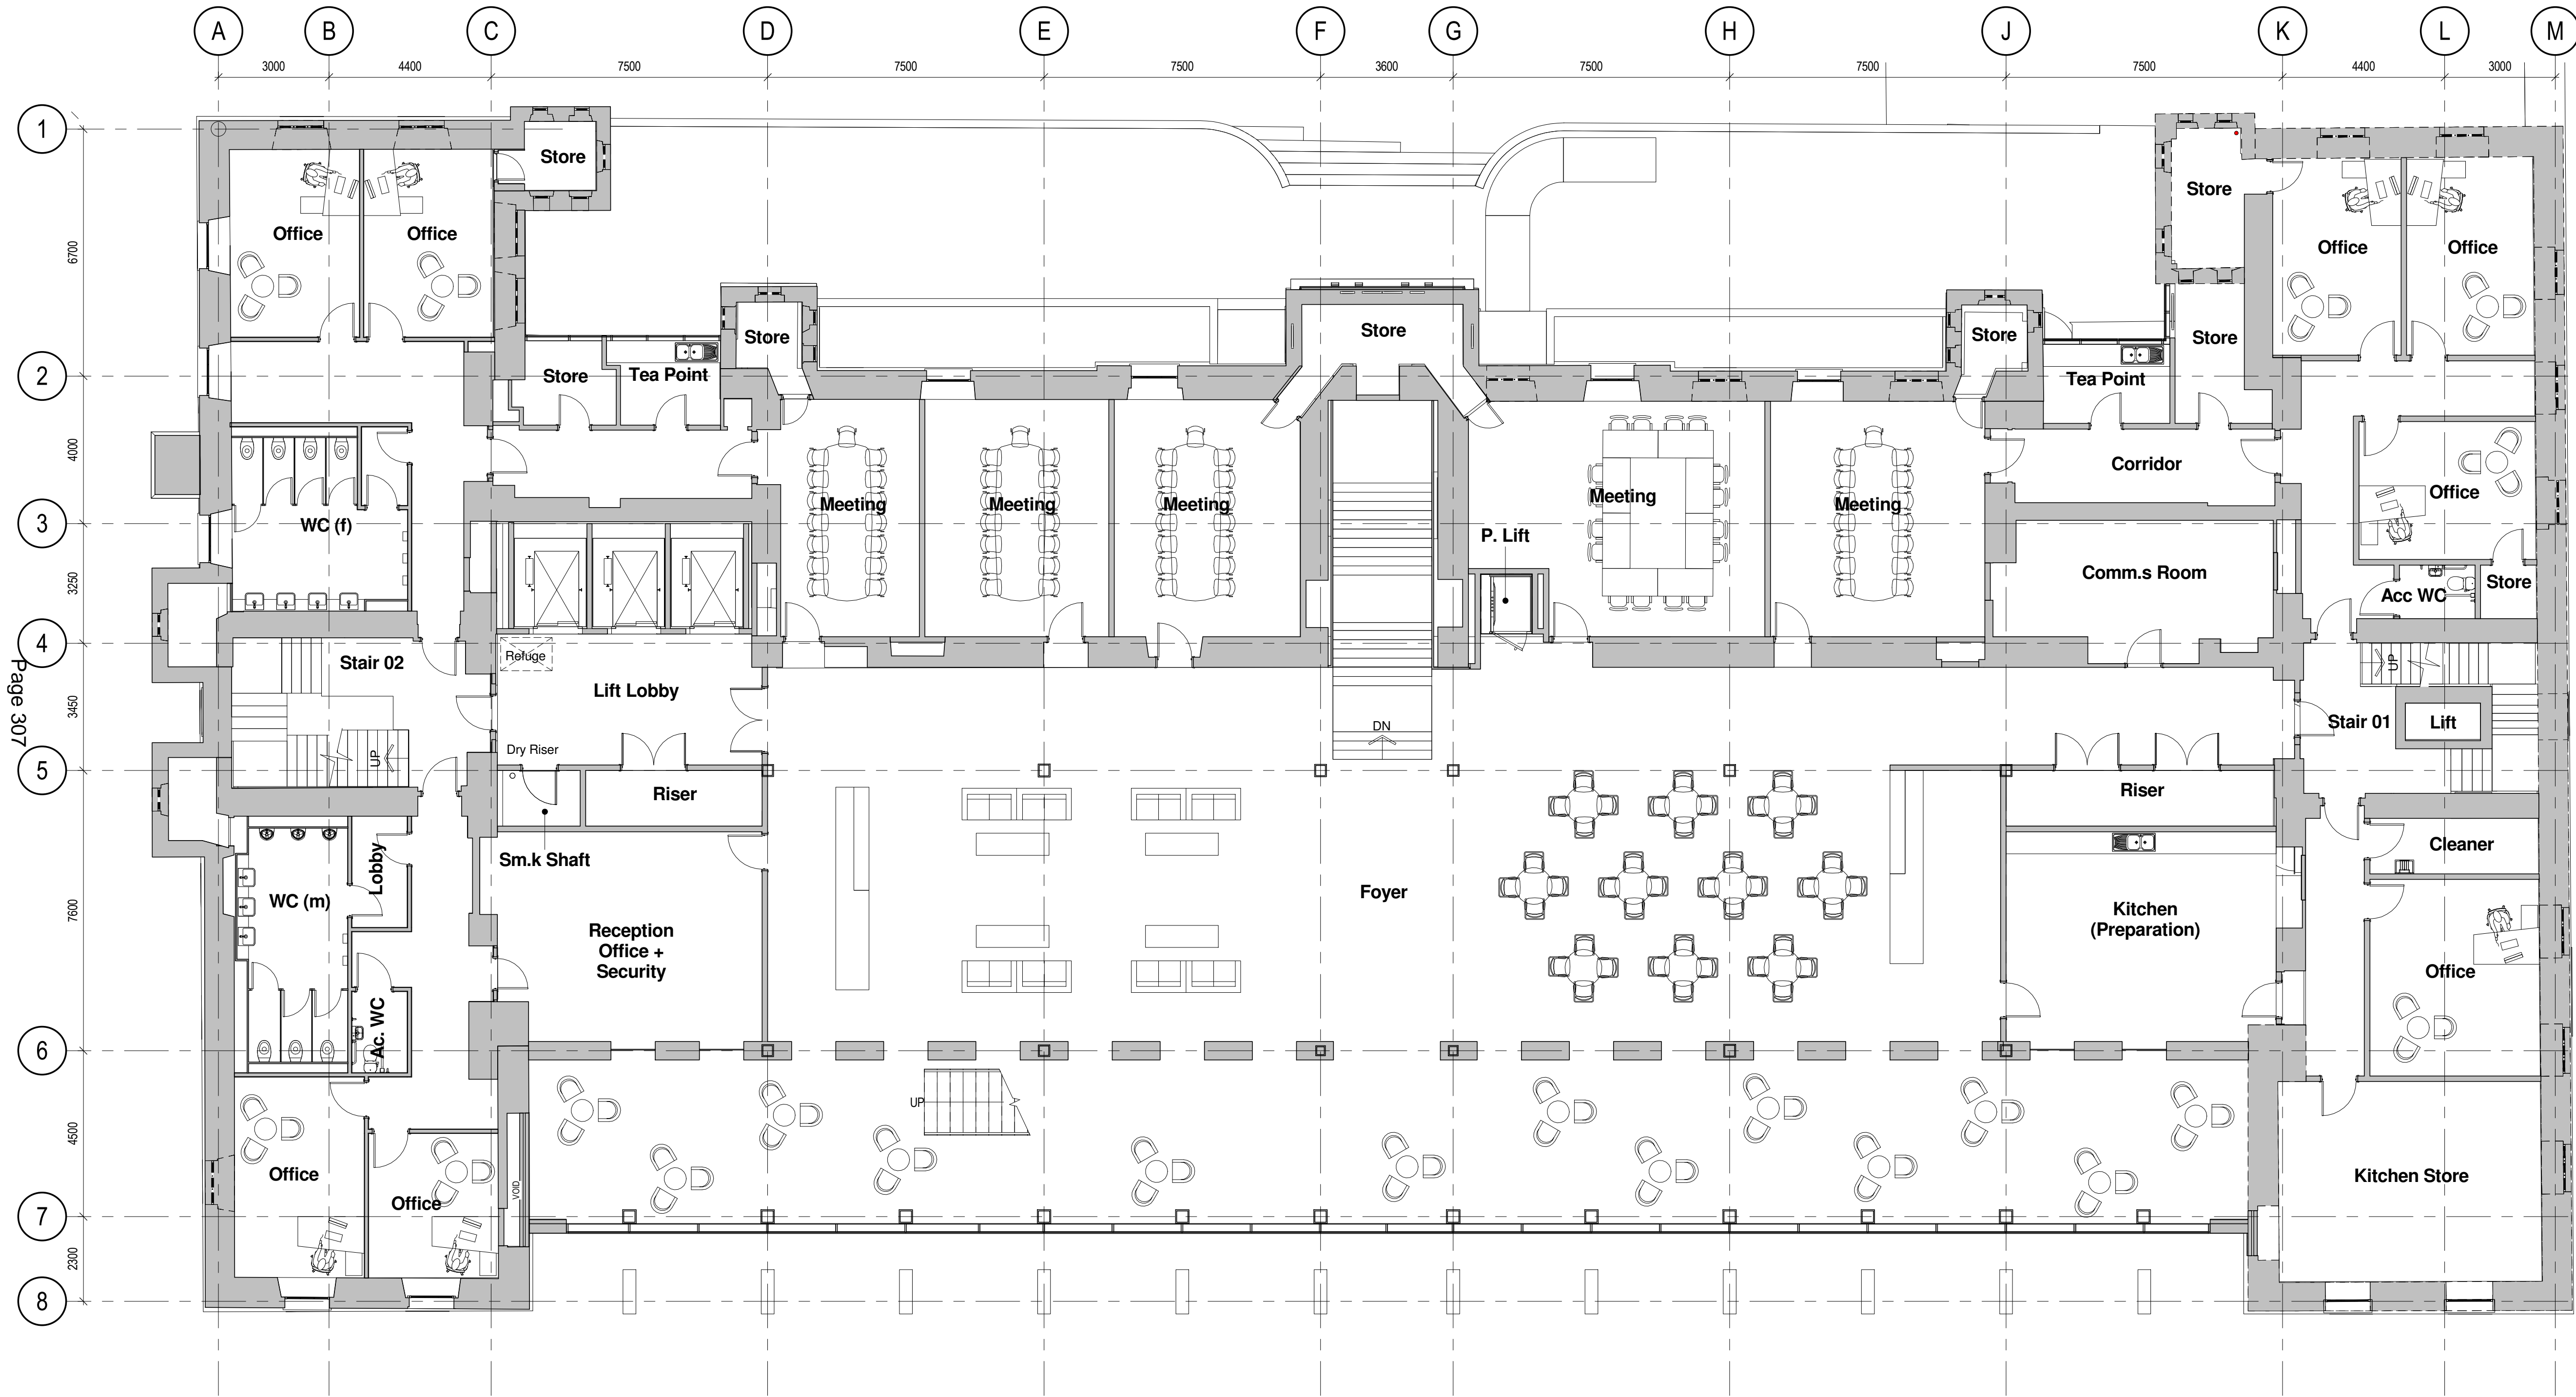 A B C D E F G H J K L M
3000 4400 7500 7500 7500 3600 7500 7500 7500 4400 3000
1
Store
Store
Office Office
Office Office
6700
Store Store Store Store
2
Store Tea Point
Tea Point
4000
Corridor
Office
3
WC (f)
Meeting Meeting Meeting Meeting Meeting
P. Lift
3250
Comm.s Room
Acc WC Store
4
Page 307
Stair 02
Refuge
UP
Lift Lobby
3450
DN
Stair 01 Lift
UP
Dry Riser
5
Riser
Riser
Sm.k Shaft
Lobby
Cleaner
WC (m)
Foyer
7600
Kitchen
(Preparation)
Reception
Office +
Security
Office
Ac. WC
6
UP
4500
Office
Office
VOID
Kitchen Store
7
2300
8